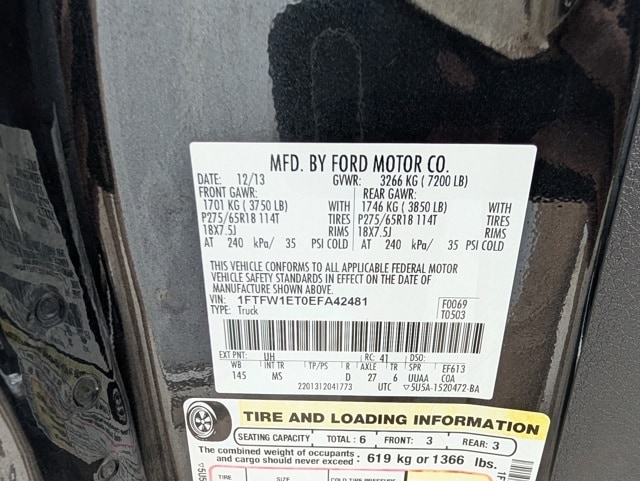 MFD. BY FORD MOTOR CO.
DATE: 12/13 GVWR: 3266 KG ( 7200 LB)
FRONT GAWR: REAR GAWR:
1701 KG ( 3750 LB) WITH 1746 KG ( 3850 LB) WITH
P275/65R18 114T TIRES P275/65R18 114T TIRES
18X7.5J RIMS 18X7.5J RIMS
AT 240 kPa/ 35 PSI COLD AT 240 kPa/ 35 PSI COLD
THIS VEHICLE CONFORMS TO ALL APPLICABLE FEDERAL MOTOR
VEHICLE SAFETY STANDARDS IN EFFECT ON THE DATE OF
MANUFACTURE SHOWN ABOVE.
VIN: 1FTFW1ET0EFA42481 F0069
TYPE: Truck T0503
EXT PNT: UH RC: 41 DSO:
WB INT TR TP/PS R AXLE TR SPR EF613
145 MS D 27 6 UUAA COA
2201312041773 UTC ▽5U5A-1520472-BA
TIRE AND LOADING INFORMATION
SEATING CAPACITY TOTAL: 6 FRONT: 3 REAR: 3
The combined weight of occupants
and cargo should never exceed: 619 kg or 1366 lbs.
TIRE SIZE COLD TIRE